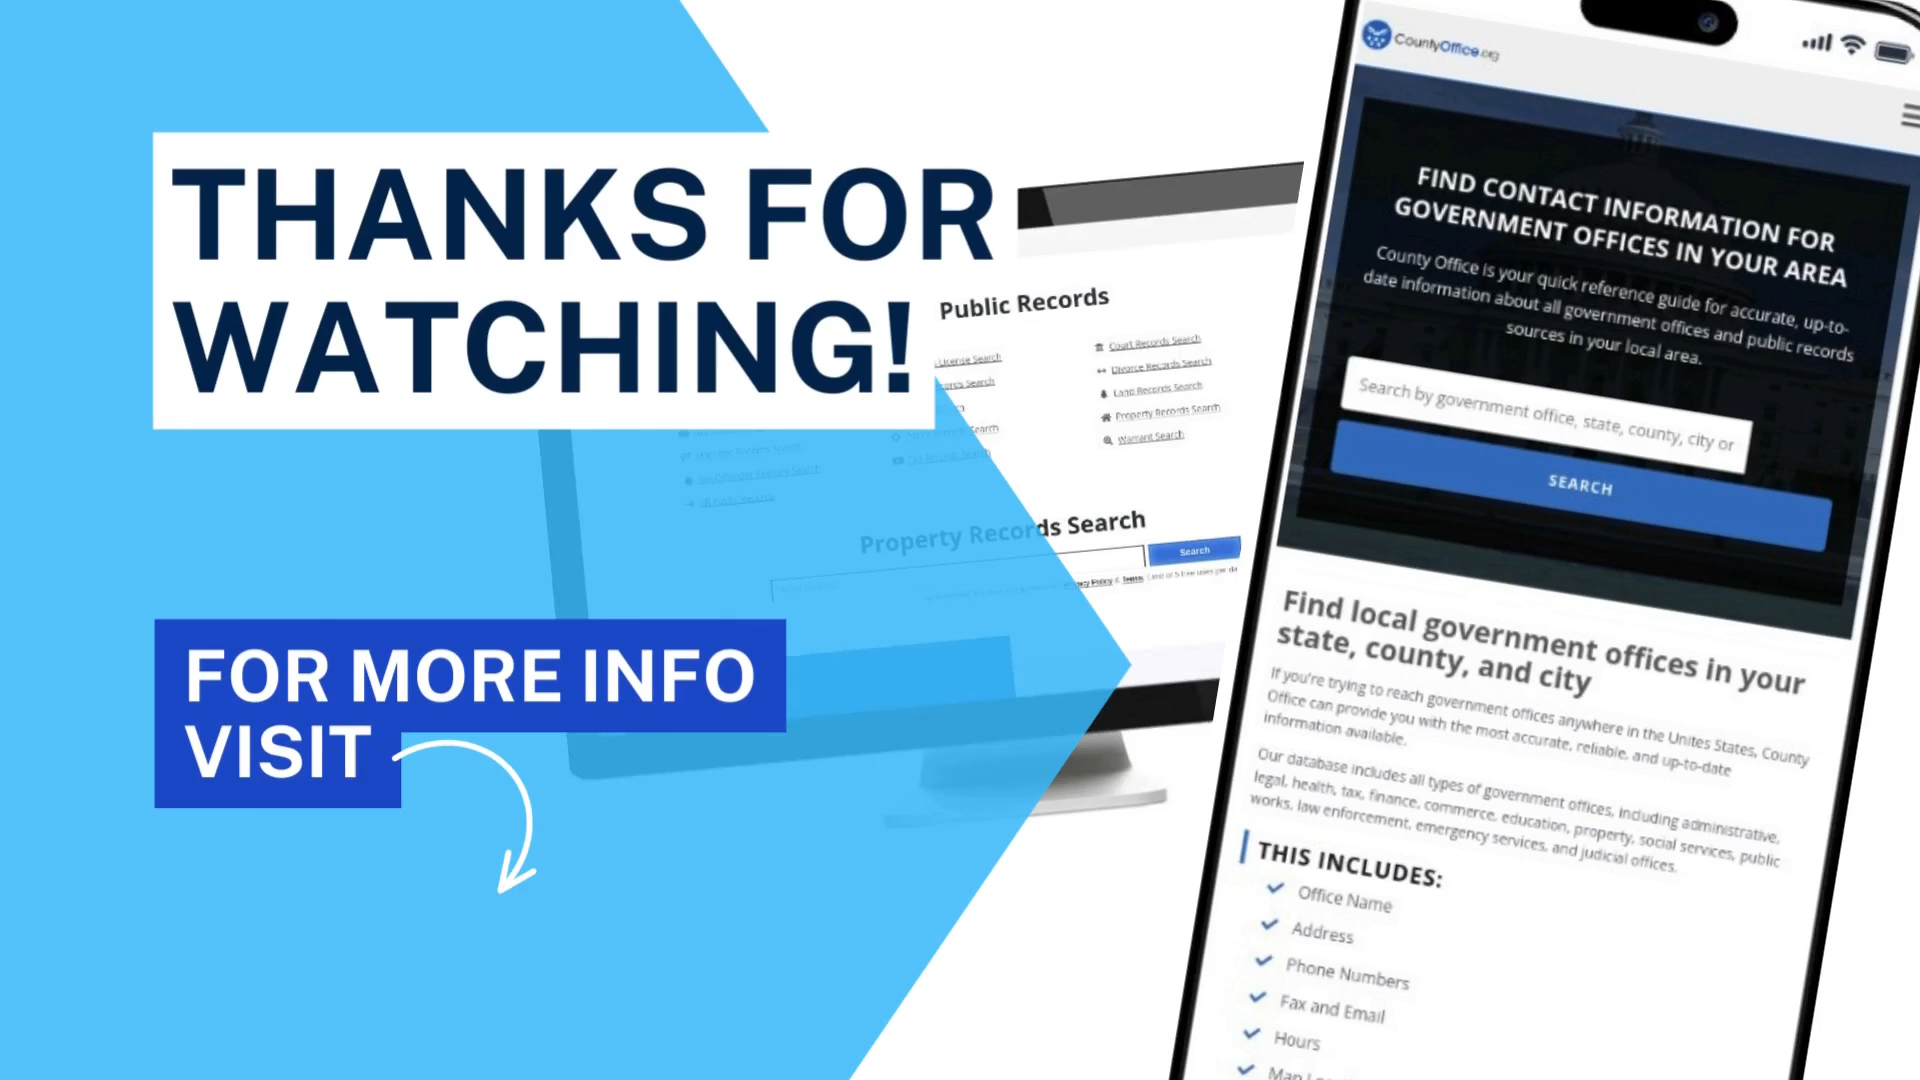 THANKS FOR
WATCHING!
FOR MORE INFO
VISIT
Public Records
License Search
Search
Search
Court Records Search
Divorce Records Search
Land Records Search
Property Records Search
Warrant Search
Property Records Search
Search
Policy & Terms
CountyOffice.org
FIND CONTACT INFORMATION FOR
GOVERNMENT OFFICES IN YOUR AREA
County Office is your quick reference guide for accurate, up-to-
date information about all government offices and public records
sources in your local area.
Search by government office, state, county, city or
SEARCH
Find local government offices in your
state, county, and city
If you're trying to reach government offices anywhere in the Unites States, County
Office can provide you with the most accurate, reliable, and up-to-date
information available.
Our database includes all types of government offices, including administrative,
legal, health, tax, finance, commerce, education, property, social services, public
works, law enforcement, emergency services, and judicial offices.
THIS INCLUDES:
Office Name
Address
Phone Numbers
Fax and Email
Hours
Map